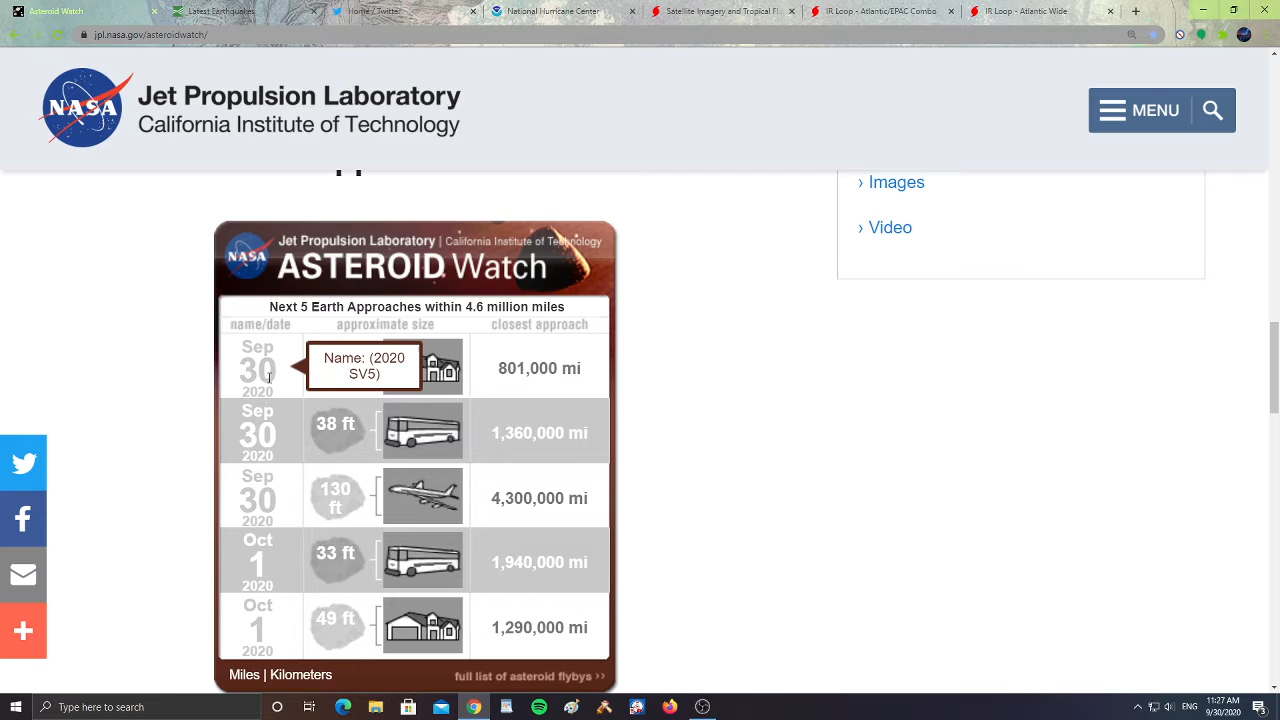 Asteroid Watch
Latest Earthquakes
Home / Twitter
National Hurricane Center
Satellite Imagery and Tropical Fl
IR Loop - Atlantic/EPAC Combo
IR Loop - Atlantic Wide
jpl.nasa.gov/asteroidwatch/
NASA
Jet Propulsion Laboratory
California Institute of Technology
MENU
› Images
› Video
NASA
Jet Propulsion Laboratory | California Institute of Technology
ASTEROID Watch
Next 5 Earth Approaches within 4.6 million miles
name/date approximate size closest approach
Sep
30
2020
Name: (2020
SV5)
801,000 mi
Sep
30
2020
38 ft
1,360,000 mi
Sep
30
2020
130
ft
4,300,000 mi
Oct
1
2020
33 ft
1,940,000 mi
Oct
1
2020
49 ft
1,290,000 mi
Miles | Kilometers
full list of asteroid flybys >>
Type here to search
11:27 AM
9/30/2020